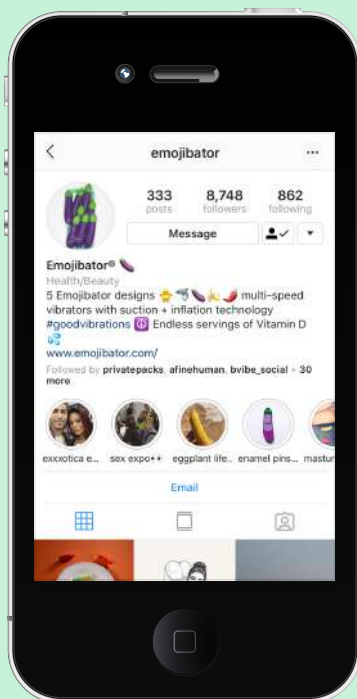 emojibator
333 8,748 862
posts followers following
Message
Emojibator® 🍆
Health/Beauty
5 Emojibator designs 🐥🔫🍆🍌🌶️ multi-speed
vibrators with suction + inflation technology
#goodvibrations ☮️ Endless servings of Vitamin D
💦
www.emojibator.com/
Followed by privatepacks, afinehuman, bvibe_social + 30
more
exxxotica e... sex expo👀 eggplant life.. enamel pins... mastur
Email